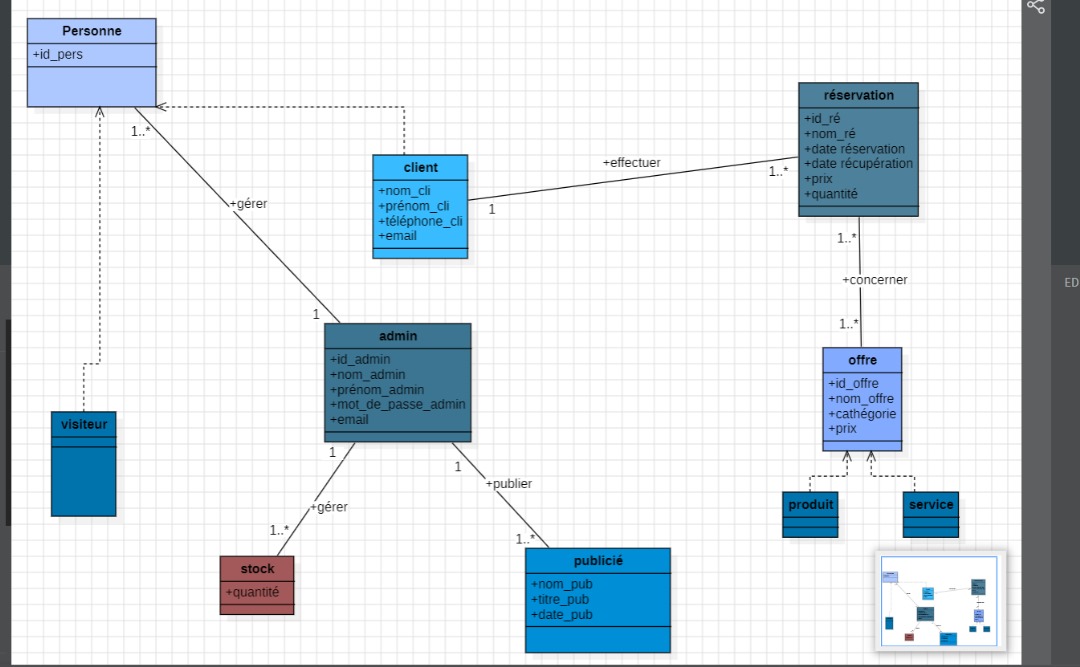 Personne
+id_pers
1..*
+gérer
1
client
+nom_cli
+prénom_cli
+téléphone_cli
+email
1
+effectuer
1..*
réservation
+id_ré
+nom_ré
+date réservation
+date récupération
+prix
+quantité
1..*
+concerner
1..*
offre
+id_offre
+nom_offre
+cathégorie
+prix
produit
service
admin
+id_admin
+nom_admin
+prénom_admin
+mot_de_passe_admin
+email
1
+gérer
1..*
1
+publier
1..*
visiteur
stock
+quantité
publicié
+nom_pub
+titre_pub
+date_pub
ED